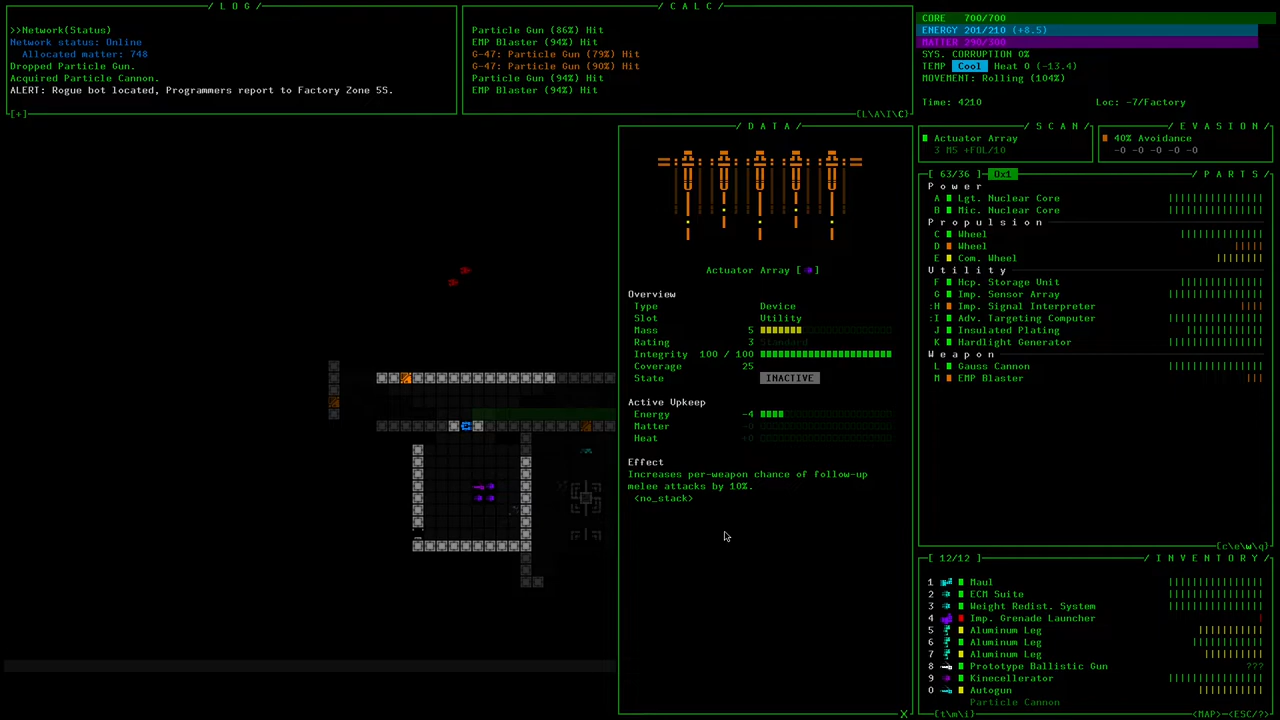 / L O G /
>>Network(Status)
Network status: Online
Allocated matter: 748
Dropped Particle Gun.
Acquired Particle Cannon.
ALERT: Rogue bot located, Programmers report to Factory Zone 55.
[+]
/ C A L C /
Particle Gun (86%) Hit
EMP Blaster (94%) Hit
G-47: Particle Gun (79%) Hit
G-47: Particle Gun (90%) Hit
Particle Gun (94%) Hit
EMP Blaster (94%) Hit
[L\A\I\C]
CORE 700/700
ENERGY 201/210 (+8.5)
MATTER 290/300
SYS. CORRUPTION 0%
TEMP Cool Heat 0 (-13.4)
MOVEMENT: Rolling (104%)
Time: 4210 Loc: -7/Factory
/ S C A N /
Actuator Array
3 M5 +FOL/10
/ E V A S I O N /
40% Avoidance
-0 -0 -0 -0 -0
/ D A T A /
Actuator Array [ ]
Overview
Type Device
Slot Utility
Mass 5
Rating 3 Standard
Integrity 100 / 100
Coverage 25
State INACTIVE
Active Upkeep
Energy -4
Matter -0
Heat +0
Effect
Increases per-weapon chance of follow-up
melee attacks by 10%.
<no_stack>
X
[ 63/36 ] 0x1 / P A R T S /
Power
A Lgt. Nuclear Core
B Mic. Nuclear Core
Propulsion
C Wheel
D Wheel
E Com. Wheel
Utility
F Hcp. Storage Unit
G Imp. Sensor Array
:H Imp. Signal Interpreter
:I Adv. Targeting Computer
J Insulated Plating
K Hardlight Generator
Weapon
L Gauss Cannon
M EMP Blaster
[c\e\w\q]
[ 12/12 ] / I N V E N T O R Y /
1 Maul
2 ECM Suite
3 Weight Redist. System
4 Imp. Grenade Launcher
5 Aluminum Leg
6 Aluminum Leg
7 Aluminum Leg
8 Prototype Ballistic Gun ???
9 Kinecellerator
0 Autogun
Particle Cannon
[t\m\i] <MAP>-<ESC/?>